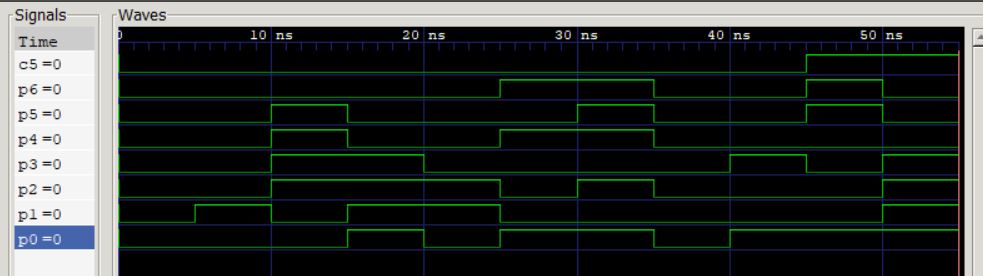 Signals
Waves
Time
0
10 ns
20 ns
30 ns
40 ns
50 ns
c5 =0
p6 =0
p5 =0
p4 =0
p3 =0
p2 =0
p1 =0
p0 =0